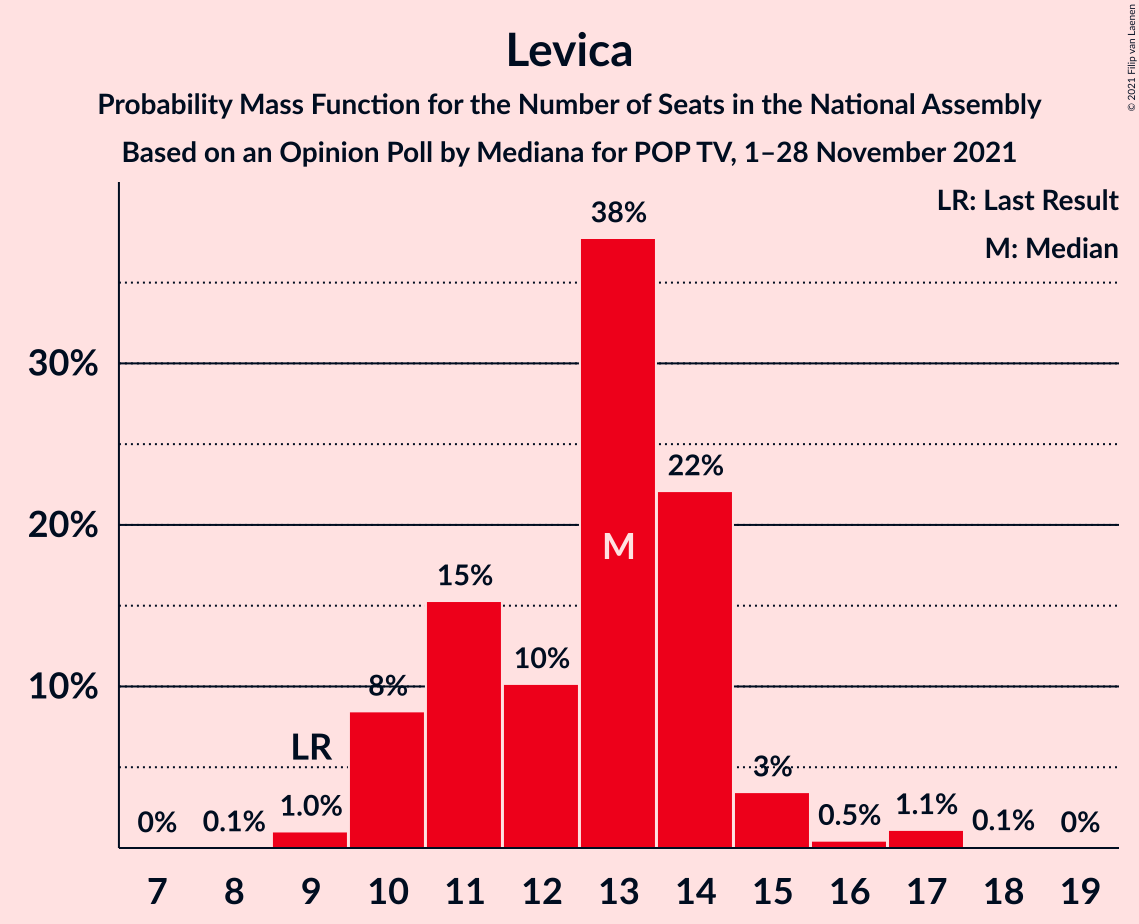 Levica
Probability Mass Function for the Number of Seats in the National Assembly
Based on an Opinion Poll by Mediana for POP TV, 1–28 November 2021
© 2021 Filip van Laenen
LR: Last Result
M: Median
38%
30%
22%
20%
M
15%
10%
10%
8%
LR
3%
0%
0.1%
1.0%
0.5%
1.1%
0.1%
0%
7 8 9 10 11 12 13 14 15 16 17 18 19